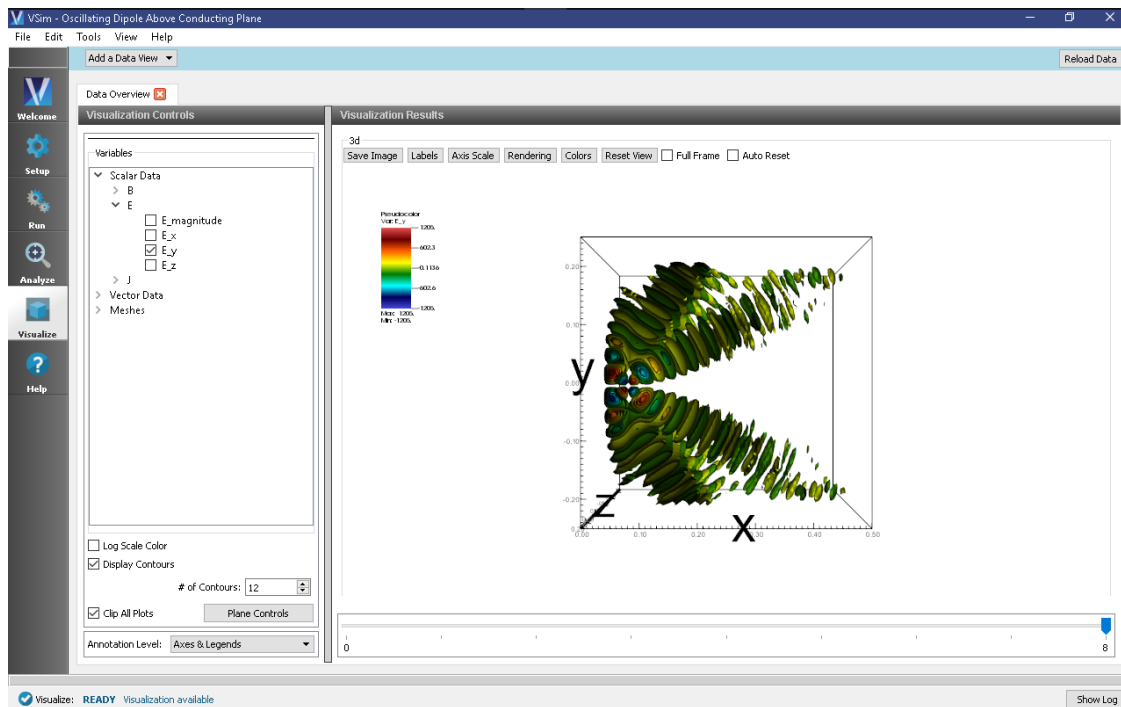 VSim - Oscillating Dipole Above Conducting Plane
File Edit Tools View Help
Add a Data View
Reload Data
Welcome
Setup
Run
Analyze
Visualize
Help
Data Overview
Visualization Controls
Variables
Scalar Data
B
E
E_magnitude
E_x
E_y
E_z
J
Vector Data
Meshes
Log Scale Color
Display Contours
# of Contours: 12
Clip All Plots
Plane Controls
Annotation Level: Axes & Legends
Visualization Results
3d
Save Image Labels Axis Scale Rendering Colors Reset View Full Frame Auto Reset
Pseudocolor
Var: E_y
1205.
602.3
-0.1136
-602.6
-1205.
Max: 1205.
Min: -1205.
0.20
0.10
0.00
-0.10
-0.20
y
z
x
0.00 0.10 0.20 0.30 0.40 0.50
0 8
Visualize: READY Visualization available
Show Log